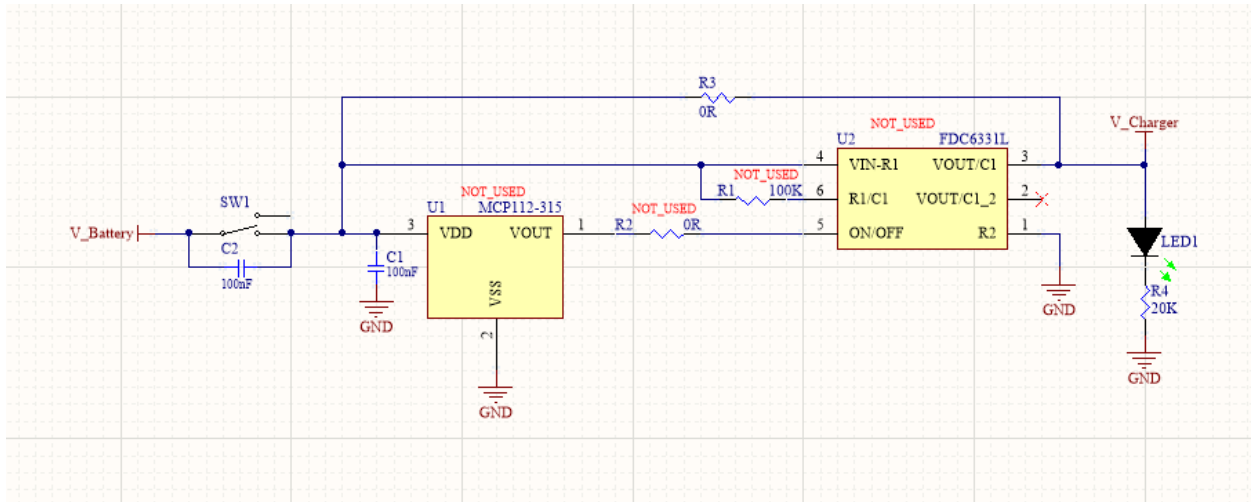 R3
0R
NOT_USED
V_Charger
U2
FDC6331L
4
VIN-R1
VOUT/C1
3
NOT_USED
R1
100K
6
R1/C1
VOUT/C1_2
2
SW1
NOT_USED
U1
MCP112-315
NOT_USED
V_Battery
3
VDD
VOUT
1
R2
0R
5
ON/OFF
R2
1
LED1
C2
100nF
C1
100nF
VSS
2
GND
GND
R4
20K
GND
GND